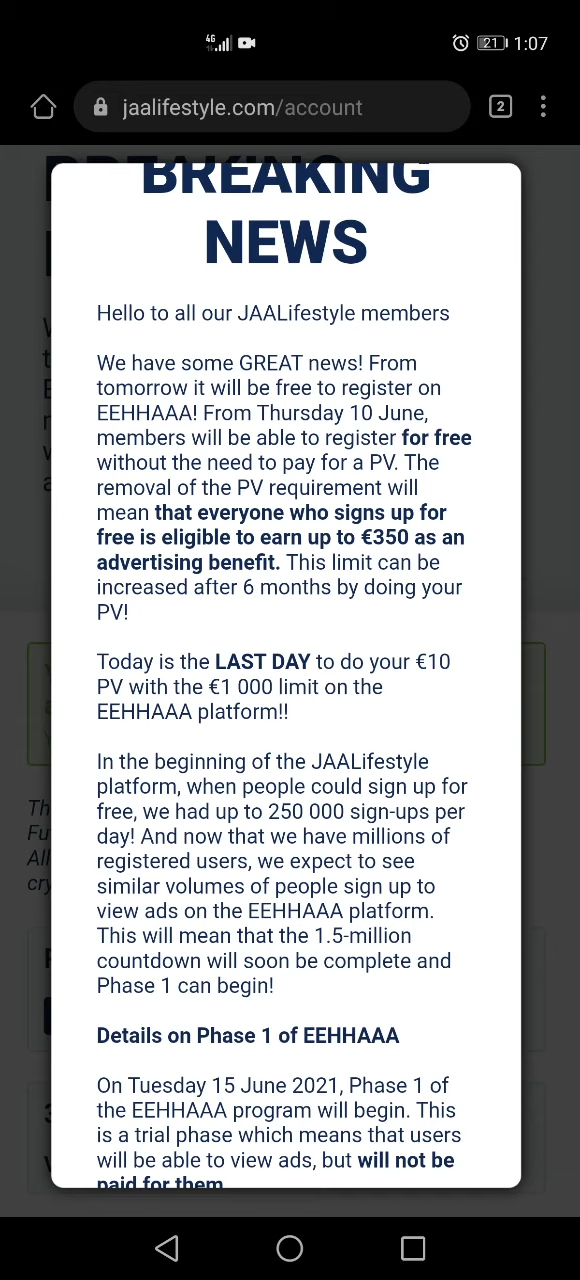 4G 21 1:07
jaalifestyle.com/account 2
BREAKING
NEWS
Hello to all our JAALifestyle members
We have some GREAT news! From
tomorrow it will be free to register on
EEHHAAA! From Thursday 10 June,
members will be able to register for free
without the need to pay for a PV. The
removal of the PV requirement will
mean that everyone who signs up for
free is eligible to earn up to €350 as an
advertising benefit. This limit can be
increased after 6 months by doing your
PV!
Today is the LAST DAY to do your €10
PV with the €1 000 limit on the
EEHHAAA platform!!
In the beginning of the JAALifestyle
platform, when people could sign up for
free, we had up to 250 000 sign-ups per
day! And now that we have millions of
registered users, we expect to see
similar volumes of people sign up to
view ads on the EEHHAAA platform.
This will mean that the 1.5-million
countdown will soon be complete and
Phase 1 can begin!
Details on Phase 1 of EEHHAAA
On Tuesday 15 June 2021, Phase 1 of
the EEHHAAA program will begin. This
is a trial phase which means that users
will be able to view ads, but will not be
paid for them